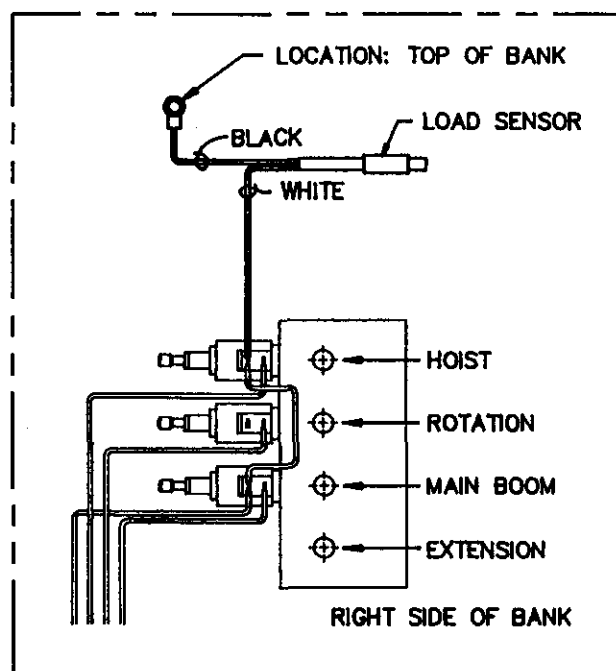 LOCATION: TOP OF BANK
BLACK
LOAD SENSOR
WHITE
HOIST
ROTATION
MAIN BOOM
EXTENSION
RIGHT SIDE OF BANK